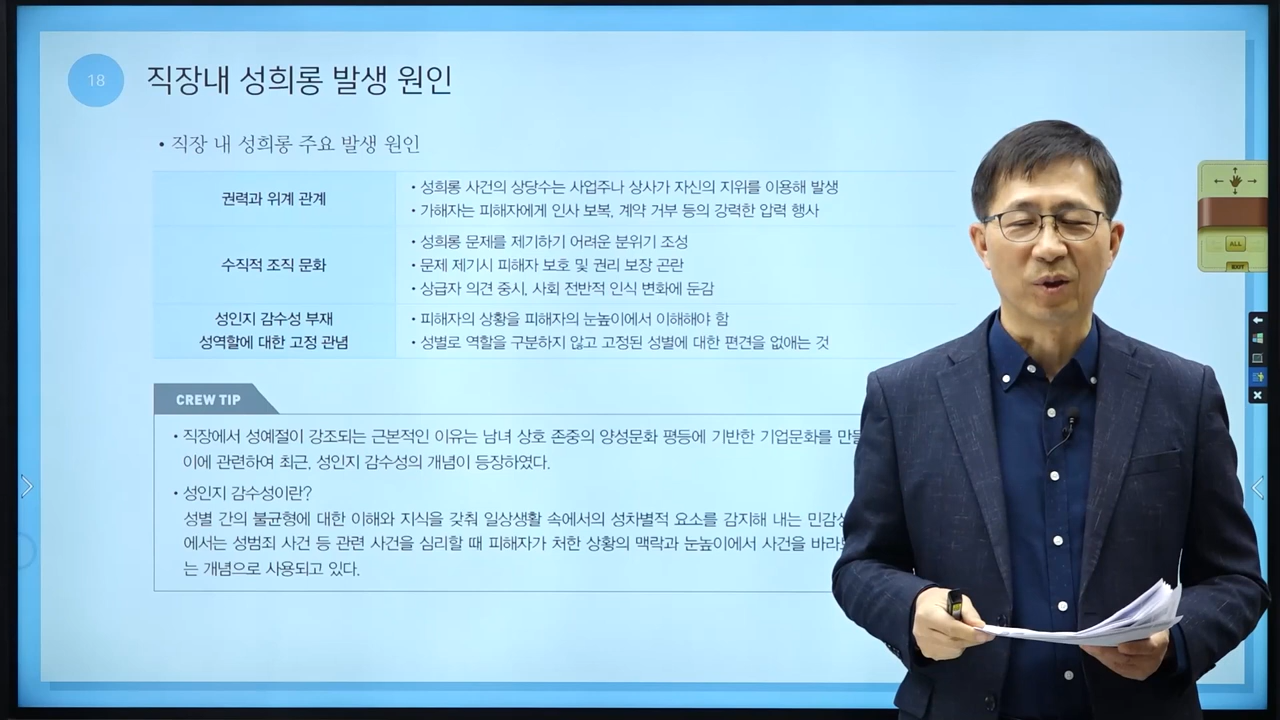 18
직장내 성희롱 발생 원인
• 직장 내 성희롱 주요 발생 원인
권력과 위계 관계
• 성희롱 사건의 상당수는 사업주나 상사가 자신의 지위를 이용해 발생
• 가해자는 피해자에게 인사 보복, 계약 거부 등의 강력한 압력 행사
수직적 조직 문화
• 성희롱 문제를 제기하기 어려운 분위기 조성
• 문제 제기시 피해자 보호 및 권리 보장 곤란
• 상급자 의견 중시, 사회 전반적 인식 변화에 둔감
성인지 감수성 부재
성역할에 대한 고정 관념
• 피해자의 상황을 피해자의 눈높이에서 이해해야 함
• 성별로 역할을 구분하지 않고 고정된 성별에 대한 편견을 없애는 것
CREW TIP
• 직장에서 성예절이 강조되는 근본적인 이유는 남녀 상호 존중의 양성문화 평등에 기반한 기업문화를
이에 관련하여 최근, 성인지 감수성의 개념이 등장하였다.
• 성인지 감수성이란?
성별 간의 불균형에 대한 이해와 지식을 갖춰 일상생활 속에서의 성차별적 요소를 감지해 내는
에서는 성범죄 사건 등 관련 사건을 심리할 때 피해자가 처한 상황의 맥락과 눈높이에서 사건을
는 개념으로 사용되고 있다.
ALL
EXIT